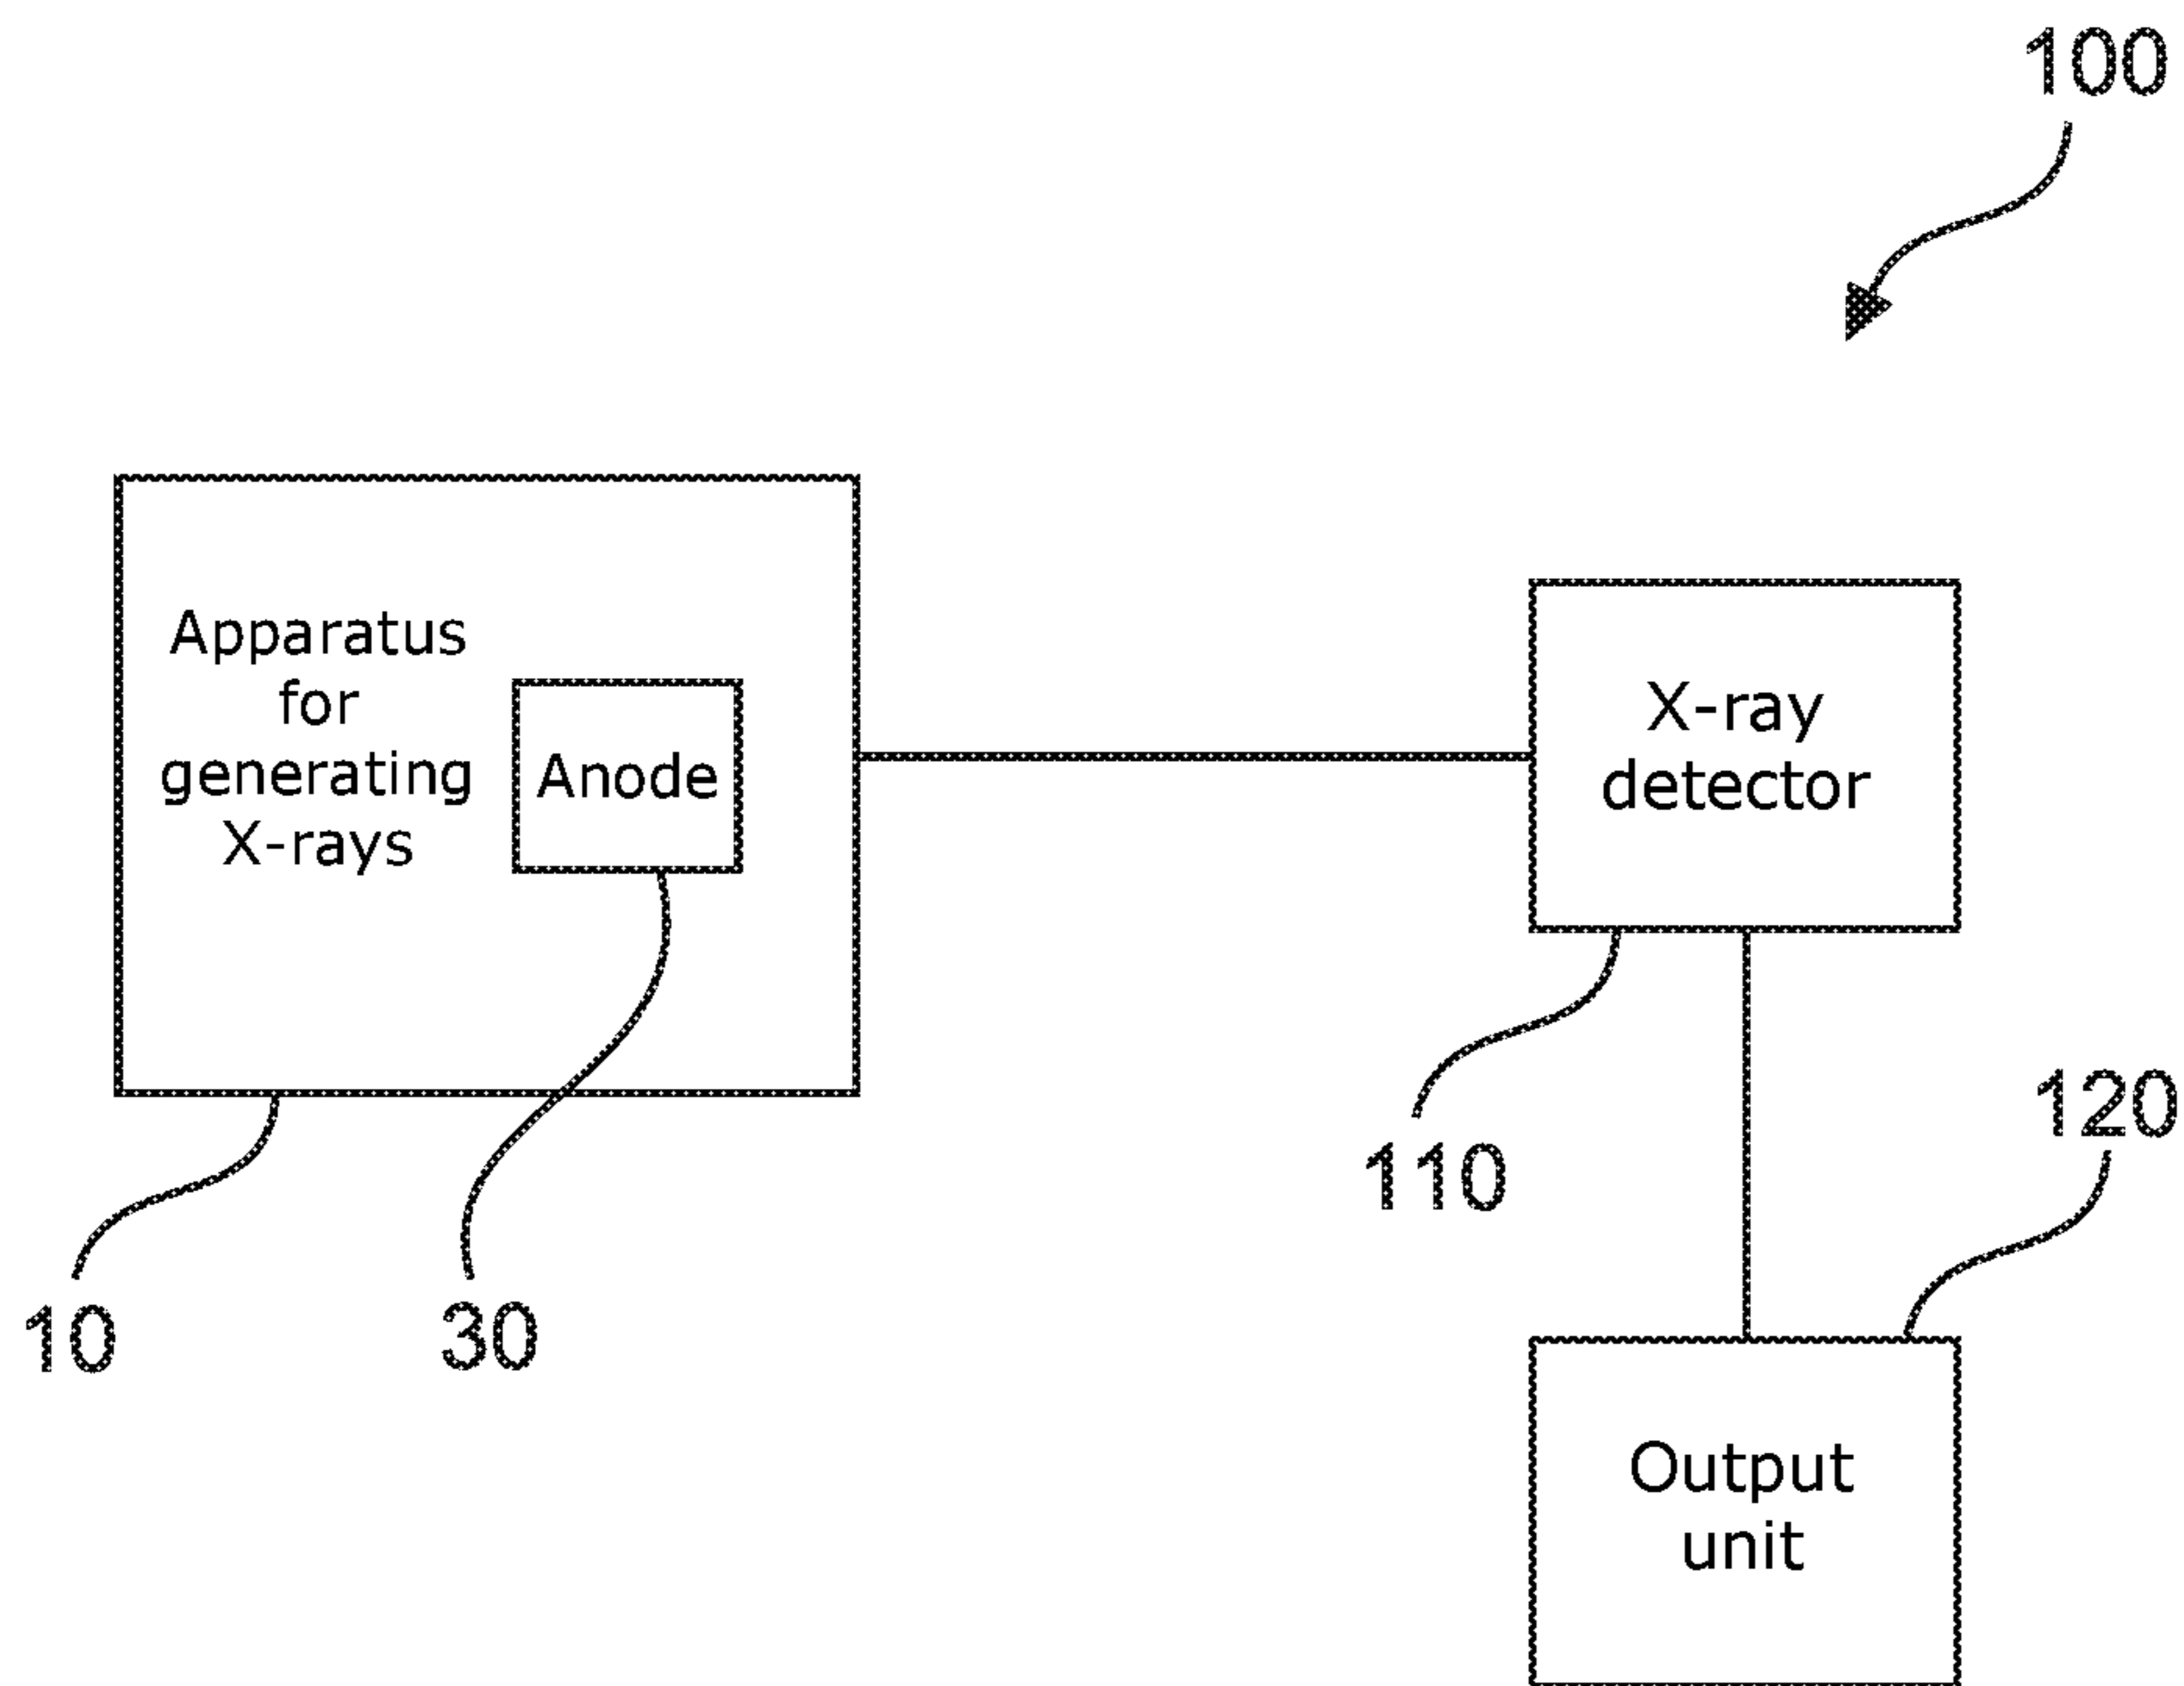 100
Apparatus
for
generating
X-rays
Anode
X-ray
detector
110
120
10
30
Output
unit